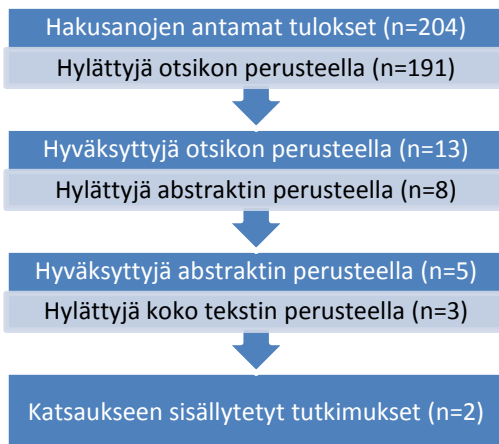 Hakusanojen antamat tulokset (n=204)
Hylättyjä otsikon perusteella (n=191)
Hyväksyttyjä otsikon perusteella (n=13)
Hylättyjä abstraktin perusteella (n=8)
Hyväksyttyjä abstraktin perusteella (n=5)
Hylättyjä koko tekstin perusteella (n=3)
Katsaukseen sisällytetyt tutkimukset (n=2)